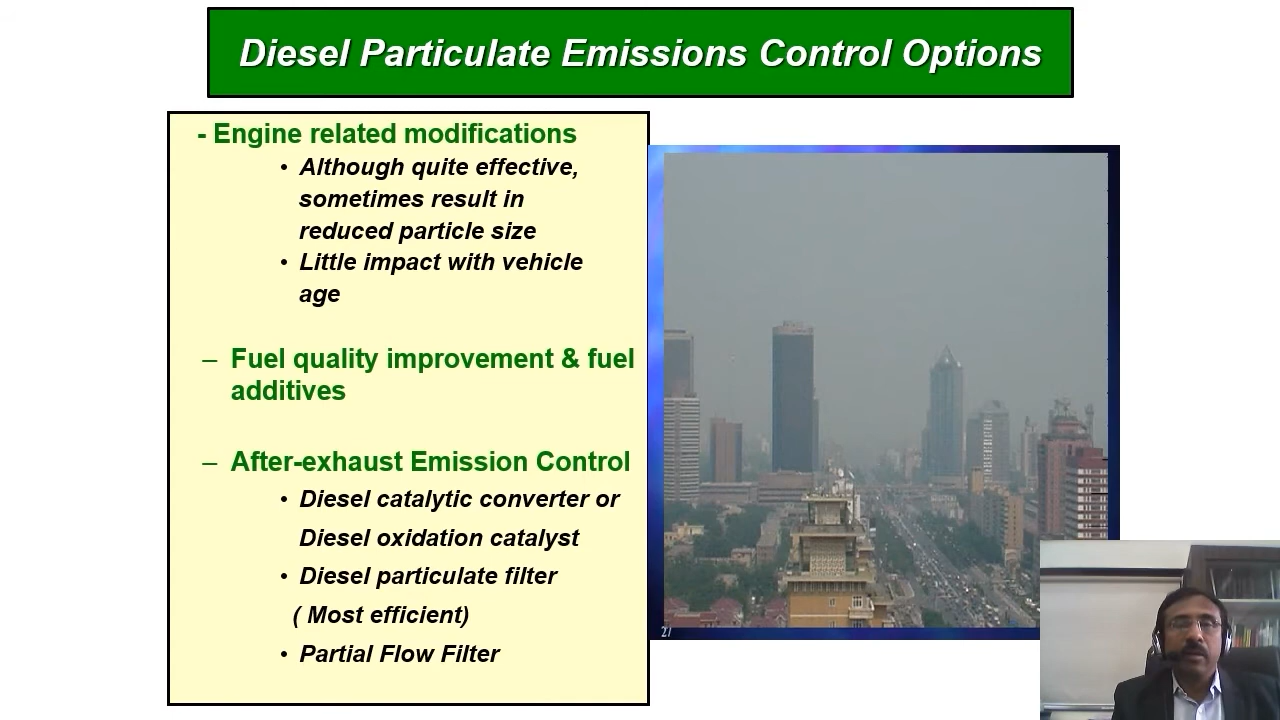 Diesel Particulate Emissions Control Options
- Engine related modifications
• Although quite effective,
sometimes result in
reduced particle size
• Little impact with vehicle
age
– Fuel quality improvement & fuel
additives
– After-exhaust Emission Control
• Diesel catalytic converter or
Diesel oxidation catalyst
• Diesel particulate filter
( Most efficient)
• Partial Flow Filter
27